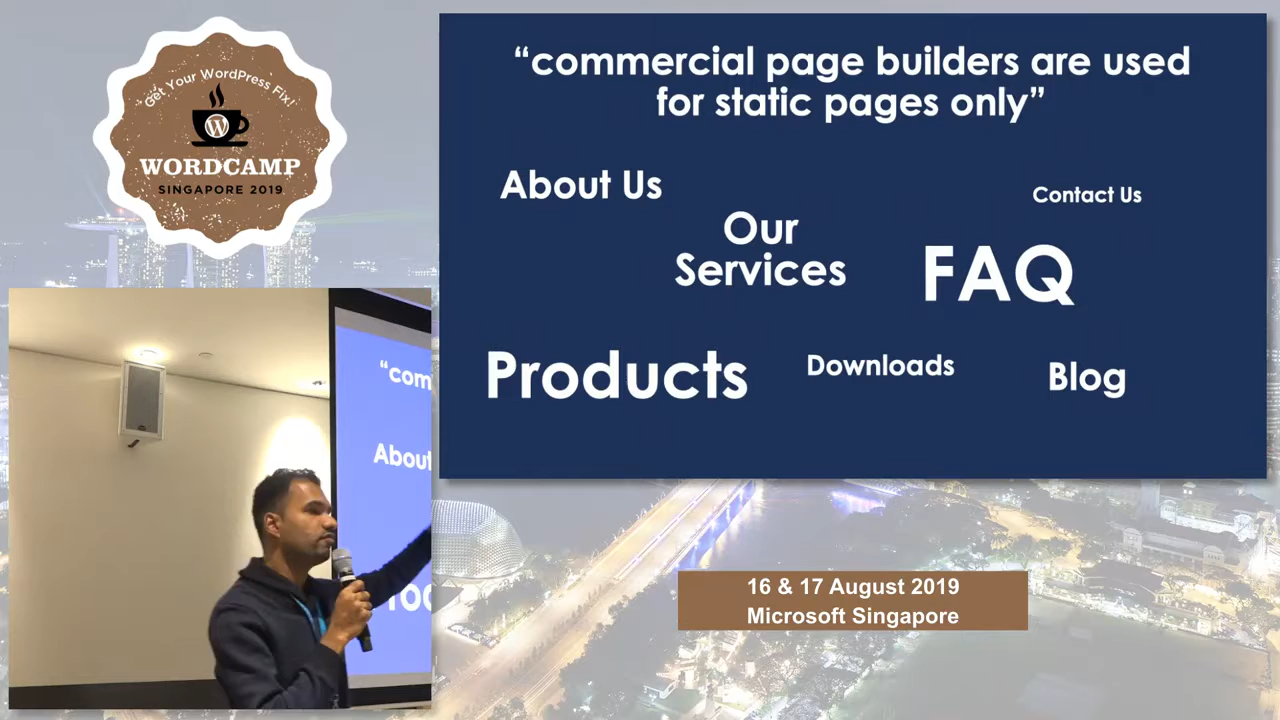 Get Your WordPress Fix!
WORDCAMP
SINGAPORE 2019
“commercial page builders are used
for static pages only”
About Us
Contact Us
Our
Services
FAQ
Products
Downloads
Blog
“com
About
16 & 17 August 2019
Microsoft Singapore